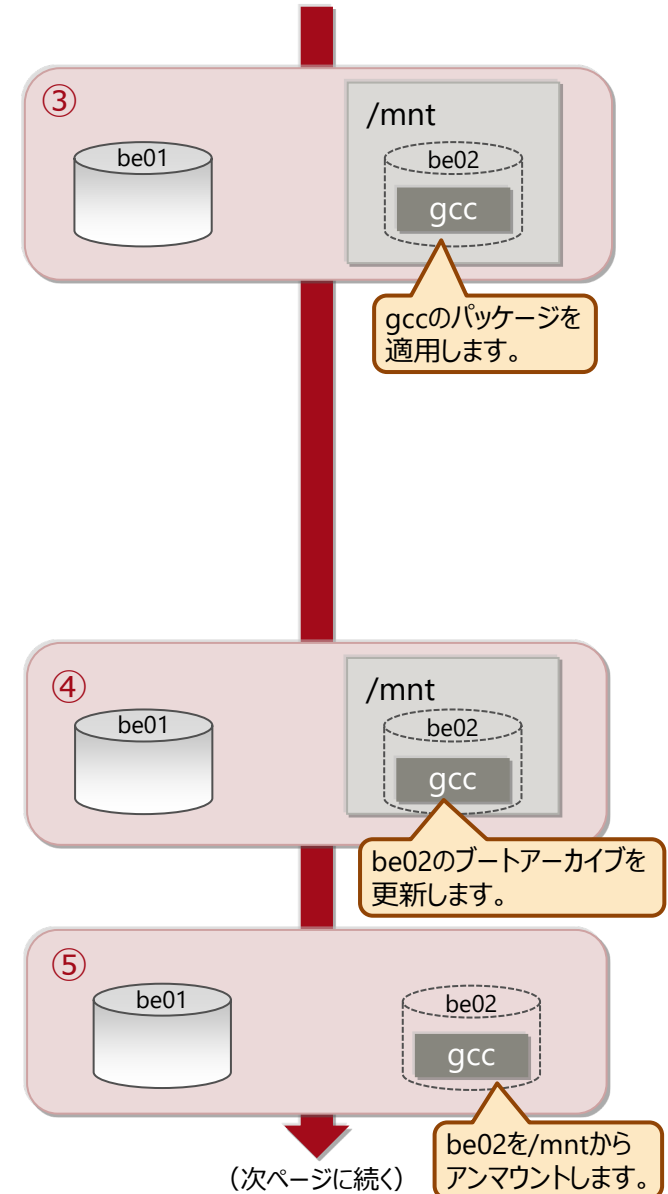 ③
/mnt
be01
be02
gcc
gccのパッケージを
適用します。
④
/mnt
be01
be02
gcc
be02のブートアーカイブを
更新します。
⑤
be01
be02
gcc
be02を/mntから
アンマウントします。
（次ページに続く）